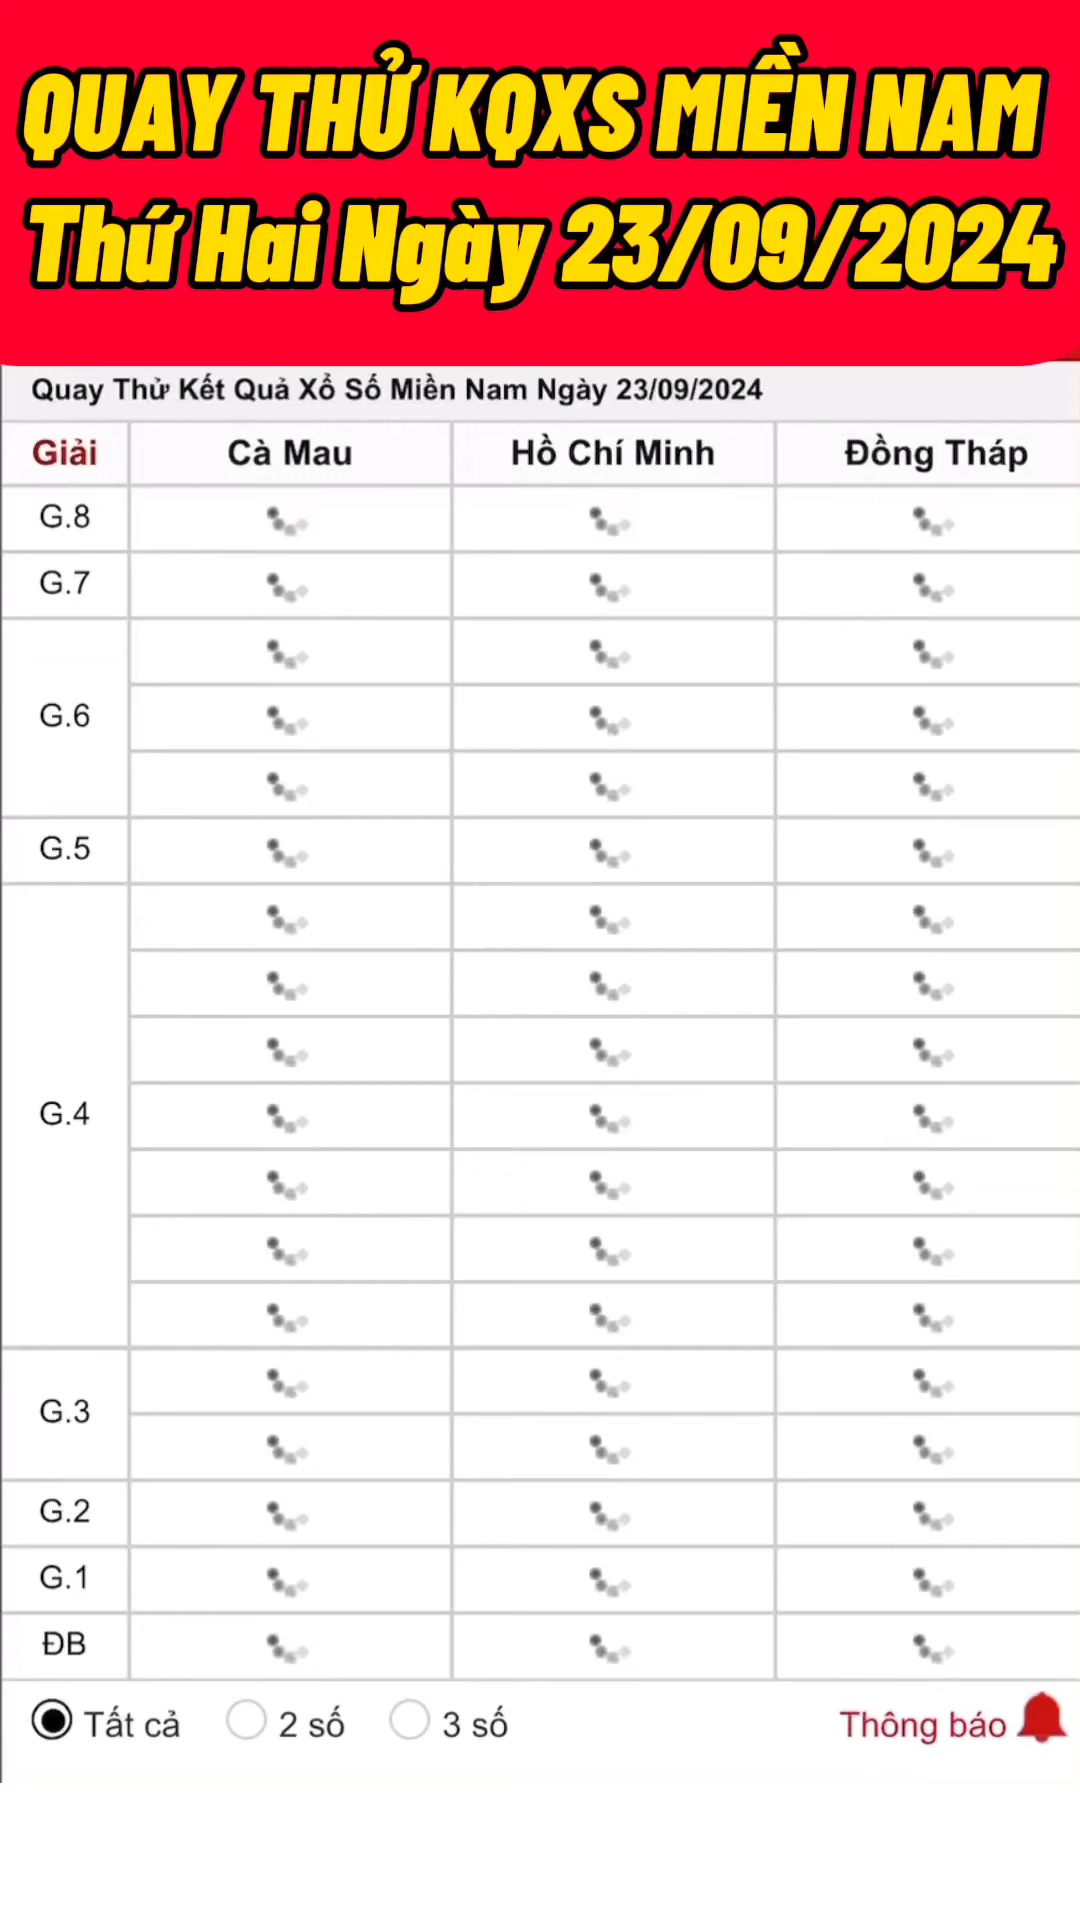 QUAY THỬ KQXS MIỀN NAM
Thứ Hai Ngày 23/09/2024
Quay Thử Kết Quả Xổ Số Miền Nam Ngày 23/09/2024
Giải Cà Mau Hồ Chí Minh Đồng Tháp
G.8
G.7
G.6
G.5
G.4
G.3
G.2
G.1
ĐB
Tất cả 2 số 3 số Thông báo